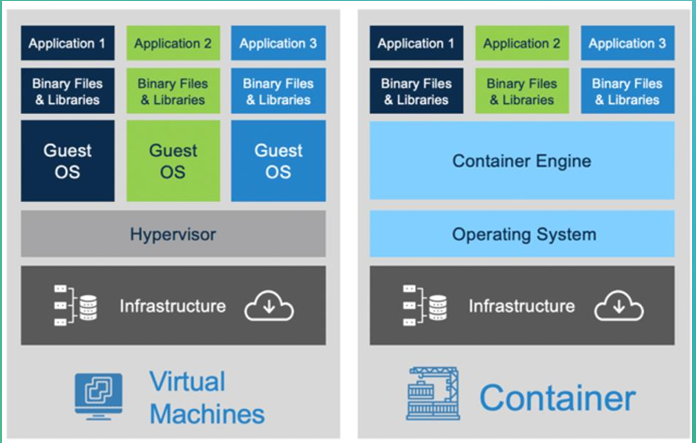 Application 1
Application 2
Application 3
Binary Files
& Libraries
Binary Files
& Libraries
Binary Files
& Libraries
Guest
OS
Guest
OS
Guest
OS
Hypervisor
Infrastructure
Virtual
Machines
Application 1
Application 2
Application 3
Binary Files
& Libraries
Binary Files
& Libraries
Binary Files
& Libraries
Container Engine
Operating System
Infrastructure
Container